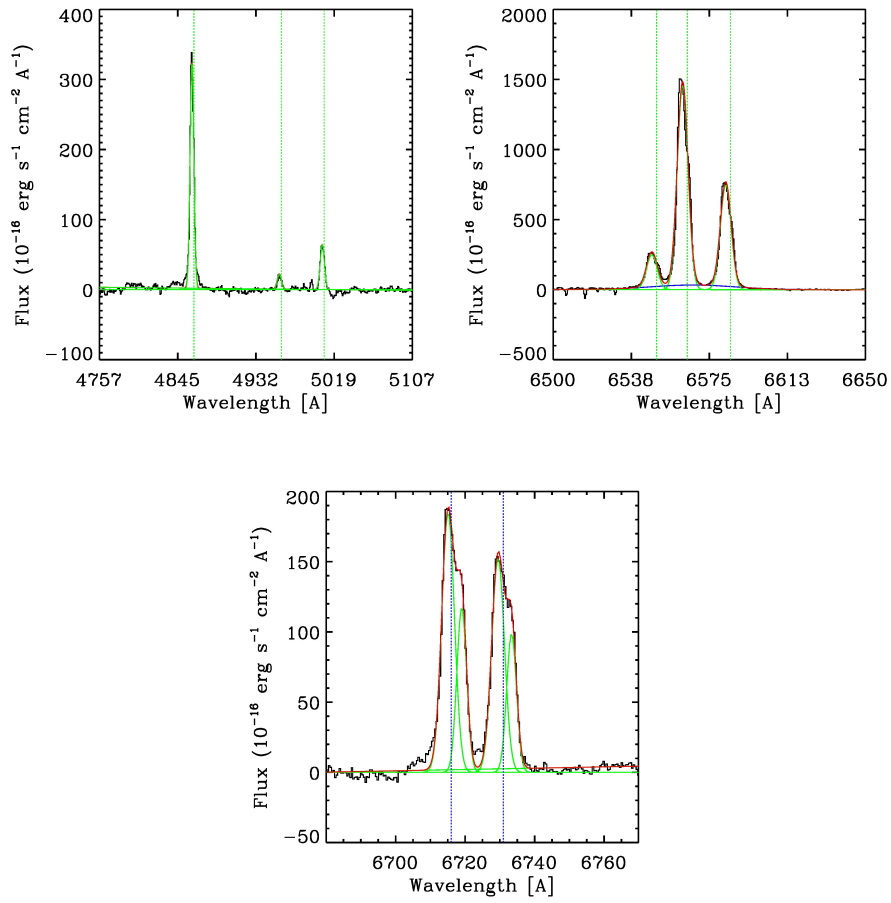 400
300
200
100
0
−100
Flux (10⁻¹⁶ erg s⁻¹ cm⁻² A⁻¹)
4757 4845 4932 5019 5107
Wavelength [A]
2000
1500
1000
500
0
−500
Flux (10⁻¹⁶ erg s⁻¹ cm⁻² A⁻¹)
6500 6538 6575 6613 6650
Wavelength [A]
200
150
100
50
0
−50
Flux (10⁻¹⁶ erg s⁻¹ cm⁻² A⁻¹)
6700 6720 6740 6760
Wavelength [A]